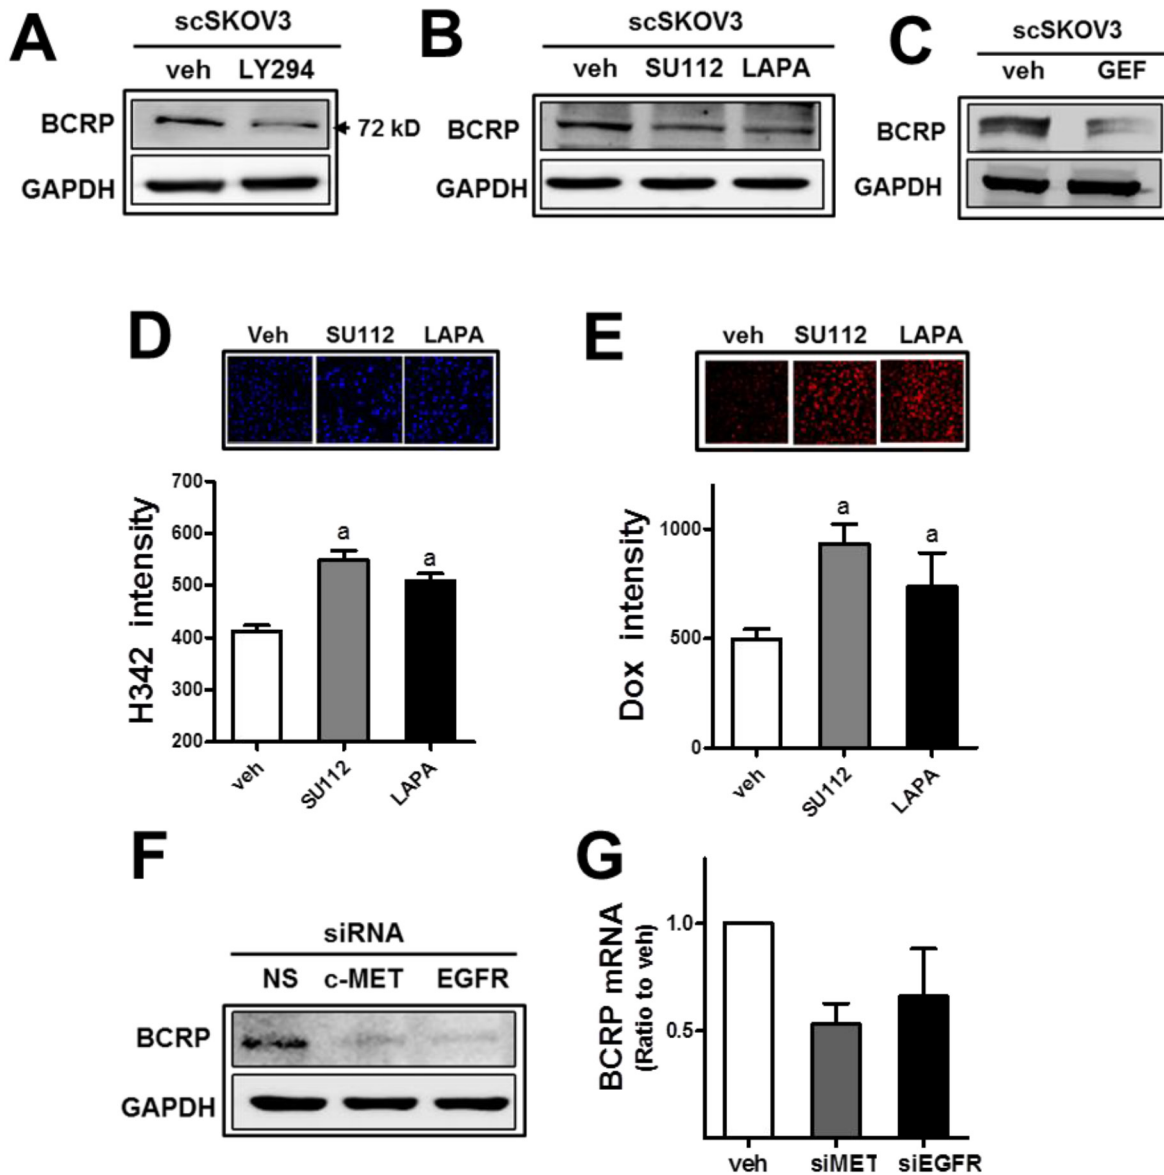 A
scSKOV3
veh LY294
BCRP
72 kD
GAPDH
B
scSKOV3
veh SU112 LAPA
BCRP
GAPDH
C
scSKOV3
veh GEF
BCRP
GAPDH
D
Veh SU112 LAPA
H342 intensity
700
600
500
400
300
200
a
a
veh
SU112
LAPA
E
veh SU112 LAPA
Dox intensity
1000
500
0
a
a
veh
SU112
LAPA
F
siRNA
NS c-MET EGFR
BCRP
GAPDH
G
BCRP mRNA
(Ratio to veh)
1.0
0.5
veh siMET siEGFR